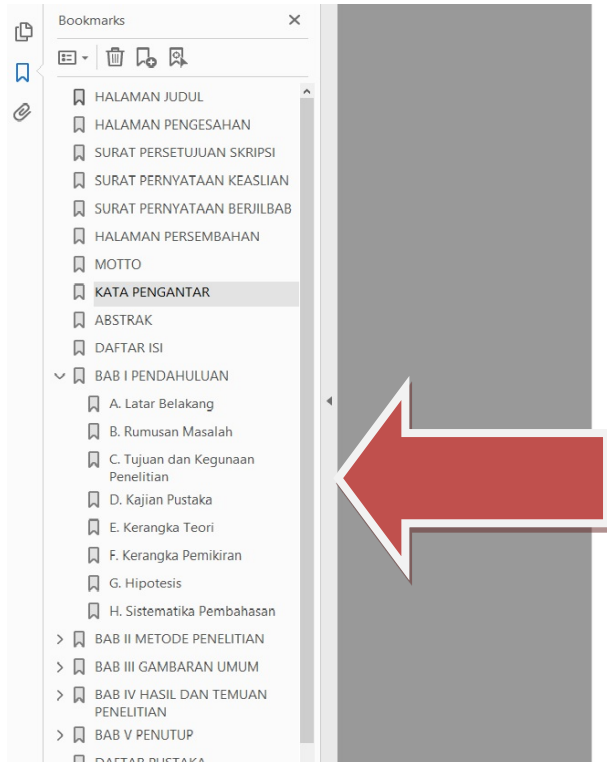 Bookmarks
HALAMAN JUDUL
HALAMAN PENGESAHAN
SURAT PERSETUJUAN SKRIPSI
SURAT PERNYATAAN KEASLIAN
SURAT PERNYATAAN BERJILBAB
HALAMAN PERSEMBAHAN
MOTTO
KATA PENGANTAR
ABSTRAK
DAFTAR ISI
BAB I PENDAHULUAN
A. Latar Belakang
B. Rumusan Masalah
C. Tujuan dan Kegunaan
Penelitian
D. Kajian Pustaka
E. Kerangka Teori
F. Kerangka Pemikiran
G. Hipotesis
H. Sistematika Pembahasan
BAB II METODE PENELITIAN
BAB III GAMBARAN UMUM
BAB IV HASIL DAN TEMUAN
PENELITIAN
BAB V PENUTUP
DAFTAR PUSTAKA